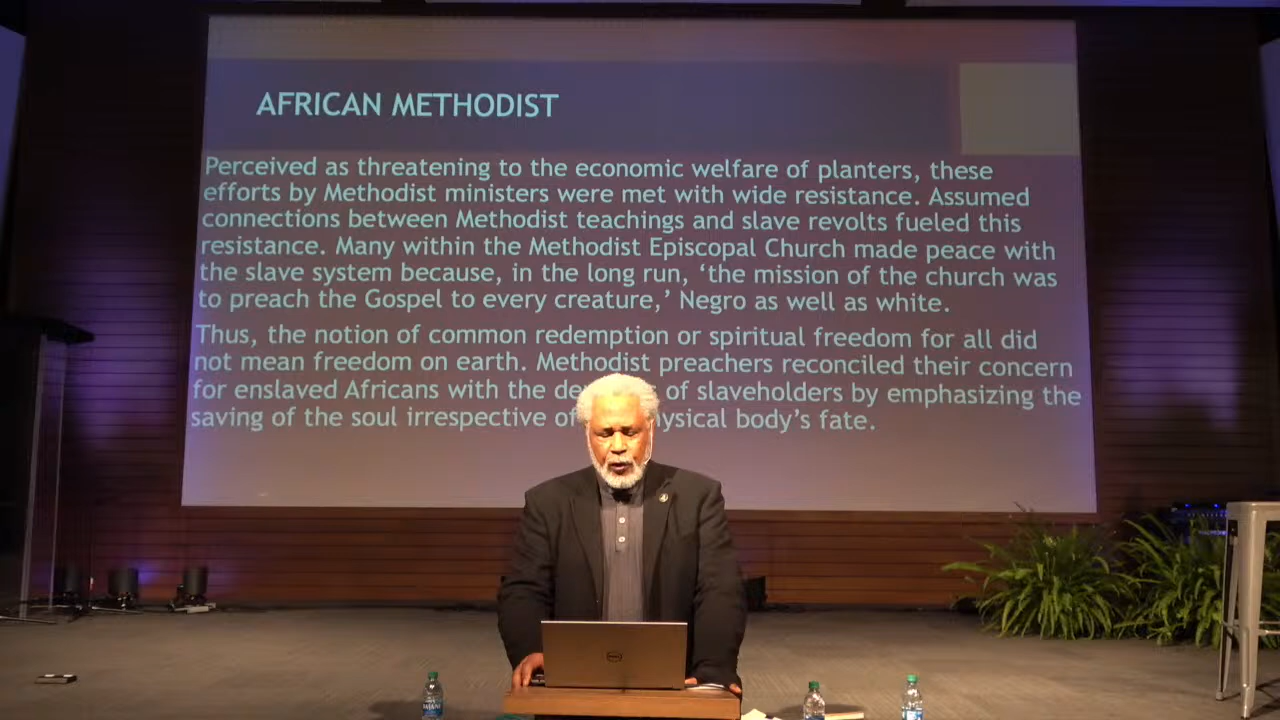 AFRICAN METHODIST
Perceived as threatening to the economic welfare of planters, these
efforts by Methodist ministers were met with wide resistance. Assumed
connections between Methodist teachings and slave revolts fueled this
resistance. Many within the Methodist Episcopal Church made peace with
the slave system because, in the long run, ‘the mission of the church was
to preach the Gospel to every creature,’ Negro as well as white.
Thus, the notion of common redemption or spiritual freedom for all did
not mean freedom on earth. Methodist preachers reconciled their concern
for enslaved Africans with the of slaveholders by emphasizing the
saving of the soul irrespective of body’s fate.
DELL